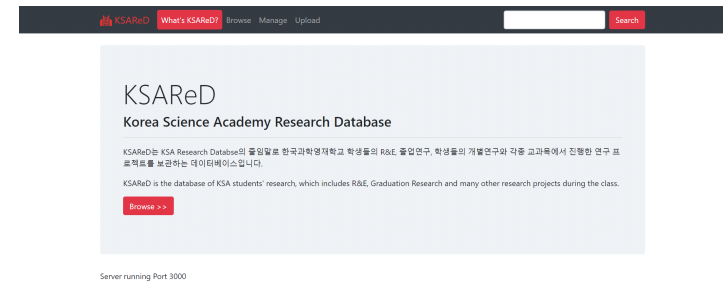 KSAReD What's KSAReD? Browse Manage Upload Search
KSAReD
Korea Science Academy Research Database
KSAReD는 KSA Research Databse의 줄임말로 한국과학영재학교 학생들의 R&E, 졸업연구, 학생들의 개별연구와 각종 교과목에서 진행한 연구 프
로젝트를 보관하는 데이터베이스입니다.
KSAReD is the database of KSA students' research, which includes R&E, Graduation Research and many other research projects during the class.
Browse >>
Server running Port 3000